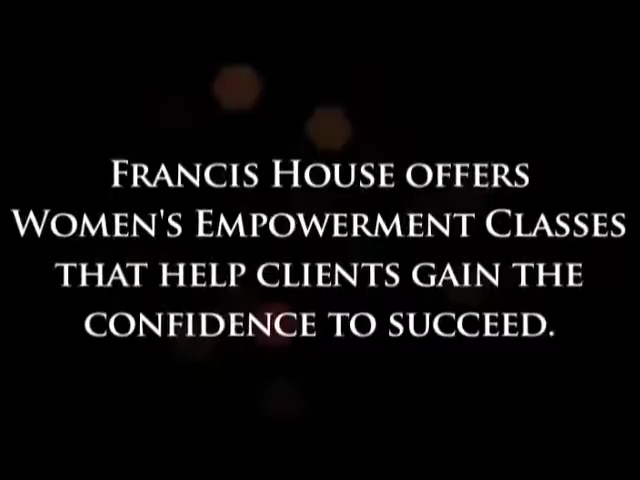 Francis House offers
Women's Empowerment Classes
that help clients gain the
confidence to succeed.